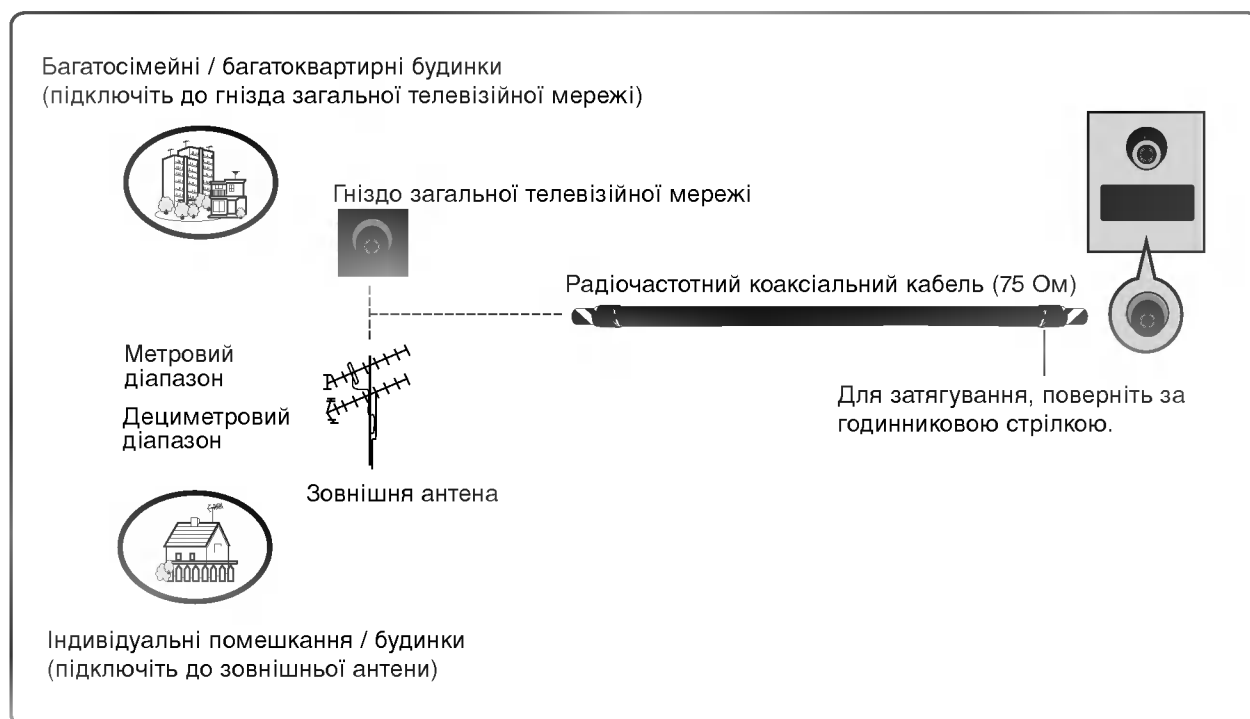 Багатосімейні / багатоквартирні будинки
(підключіть до гнізда загальної телевізійної мережі)
Гніздо загальної телевізійної мережі
Радіочастотний коаксіальний кабель (75 Ом)
Метровий
діапазон
Дециметровий
діапазон
Для затягування, поверніть за
годинниковою стрілкою.
Зовнішня антена
Індивідуальні помешкання / будинки
(підключіть до зовнішньої антени)